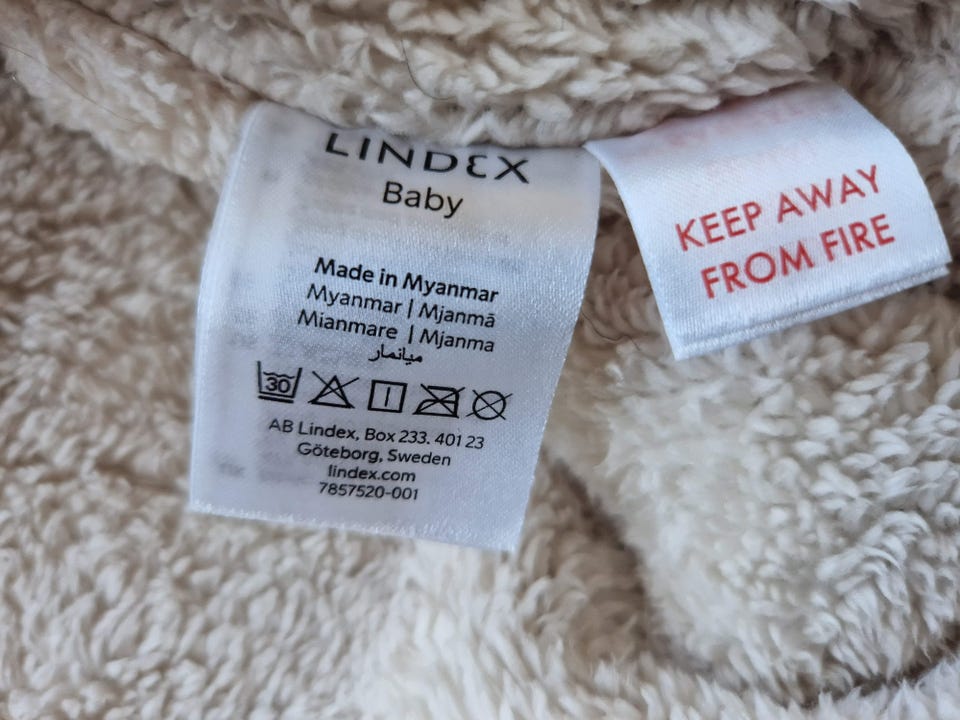 LINDEX
Baby
Made in Myanmar
Myanmar | Mjanmā
Mianmare | Mjanma
ميانمار
30
AB Lindex, Box 233. 401 23
Göteborg, Sweden
lindex.com
7857520-001
KEEP AWAY
FROM FIRE